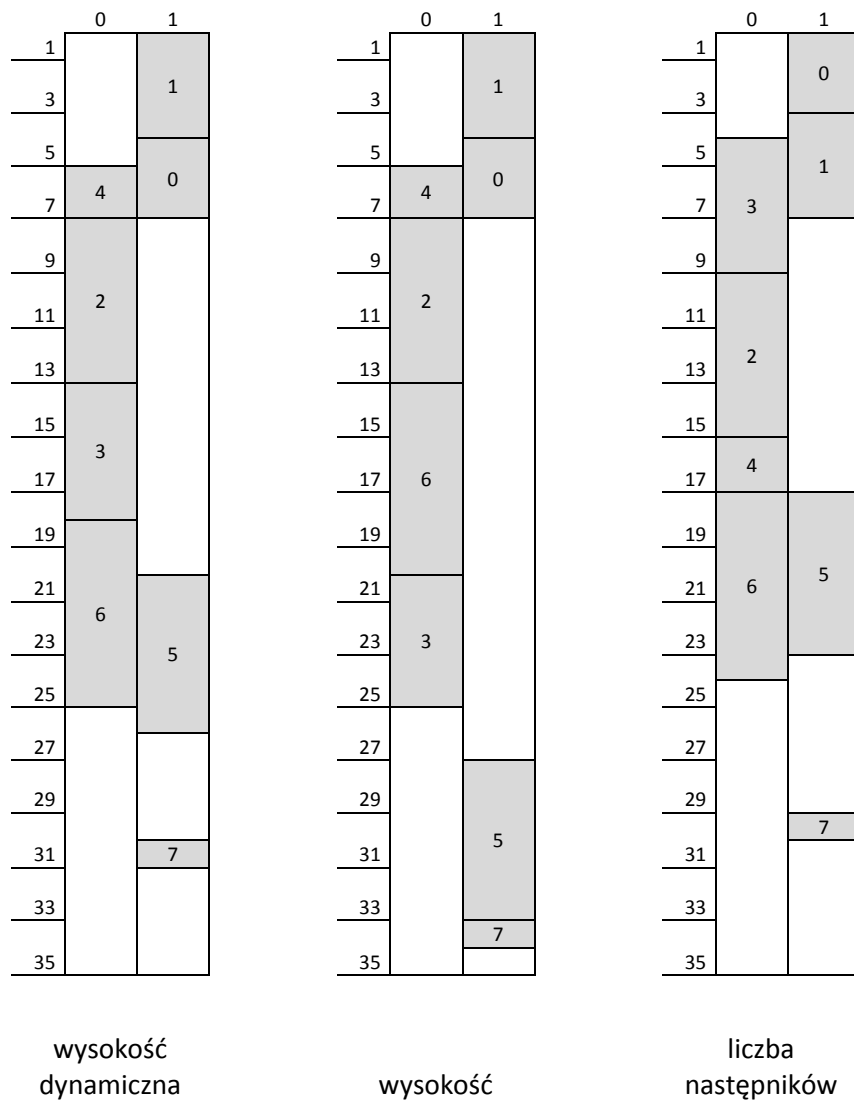 0 1 0 1 0 1
1 1 1
1 1 0
3 3 3
5 5 5
0 0 1
4 4
7 7 7 3
9 9 9
2 2
11 11 11
2
13 13 13
15 15 15
3 4
17 6 17 17
19 19 19
21 21 21 6 5
6
23 5 23 3 23
25 25 25
27 27 27
29 29 29
5 7
31 7 31 31
33 33 33
7
35 35 35
wysokość liczba
dynamiczna wysokość następników